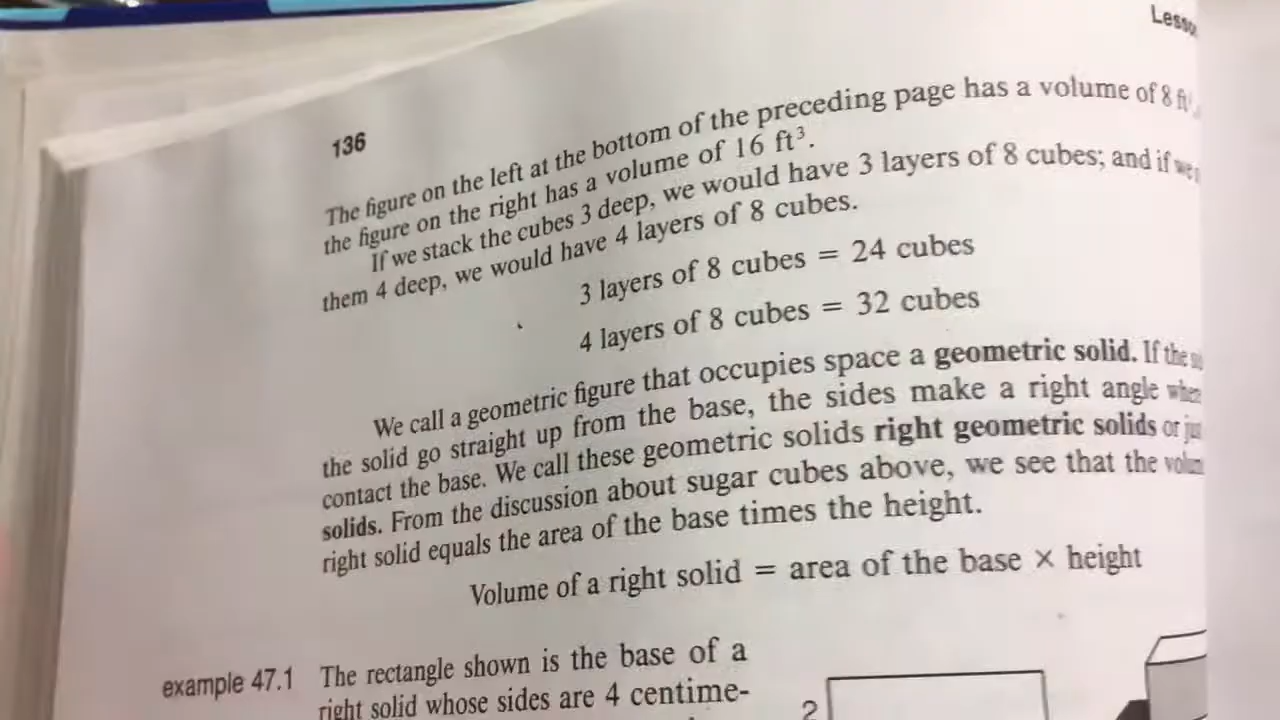 Lesso
136
The figure on the left at the bottom of the preceding page has a volume of 8 ft
the figure on the right has a volume of 16 ft³.
If we stack the cubes 3 deep, we would have 3 layers of 8 cubes; and if we
them 4 deep, we would have 4 layers of 8 cubes.
3 layers of 8 cubes = 24 cubes
4 layers of 8 cubes = 32 cubes
We call a geometric figure that occupies space a geometric solid. If the
the solid go straight up from the base, the sides make a right angle
contact the base. We call these geometric solids right geometric solids or
solids. From the discussion about sugar cubes above, we see that the
right solid equals the area of the base times the height.
Volume of a right solid = area of the base × height
example 47.1 The rectangle shown is the base of a
right solid whose sides are 4 centime-
2